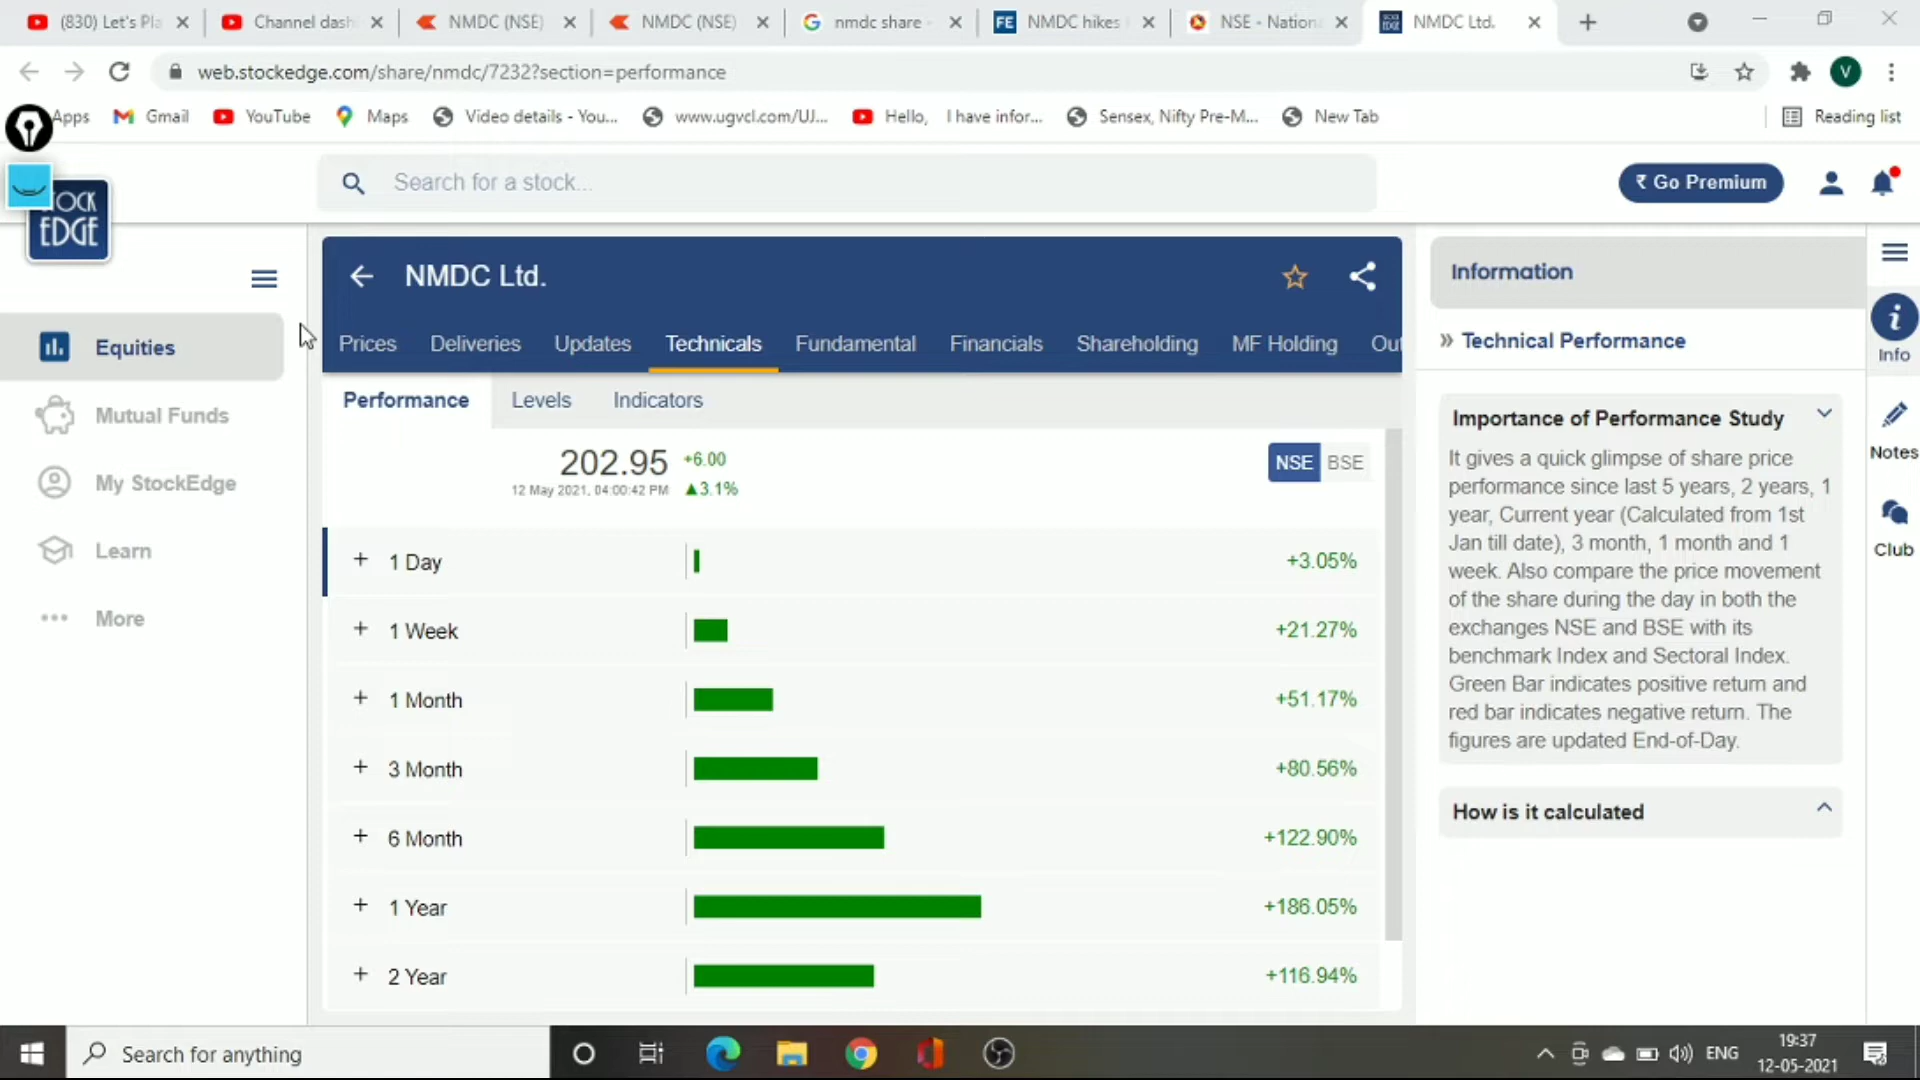 (830) Let's Pla
Channel dash
NMDC (NSE)
NMDC (NSE)
nmdc share -
FE
NMDC hikes
NSE - Nationa
NMDC Ltd.
web.stockedge.com/share/nmdc/7232?section=performance
V
Apps
Gmail
YouTube
Maps
Video details - You...
www.ugvcl.com/UJ...
Hello, I have infor...
Sensex, Nifty Pre-M...
New Tab
Reading list
EDGE
Search for a stock...
₹ Go Premium
Equities
Mutual Funds
My StockEdge
Learn
More
NMDC Ltd.
Prices
Deliveries
Updates
Technicals
Fundamental
Financials
Shareholding
MF Holding
Out
Performance
Levels
Indicators
202.95
+6.00
12 May 2021, 04:00:42 PM
▲3.1%
NSE
BSE
+ 1 Day +3.05%
+ 1 Week +21.27%
+ 1 Month +51.17%
+ 3 Month +80.56%
+ 6 Month +122.90%
+ 1 Year +186.05%
+ 2 Year +116.94%
Information
» Technical Performance
Importance of Performance Study
It gives a quick glimpse of share price
performance since last 5 years, 2 years, 1
year, Current year (Calculated from 1st
Jan till date), 3 month, 1 month and 1
week. Also compare the price movement
of the share during the day in both the
exchanges NSE and BSE with its
benchmark Index and Sectoral Index.
Green Bar indicates positive return and
red bar indicates negative return. The
figures are updated End-of-Day.
How is it calculated
Info
Notes
Club
Search for anything
ENG
19:37
12-05-2021